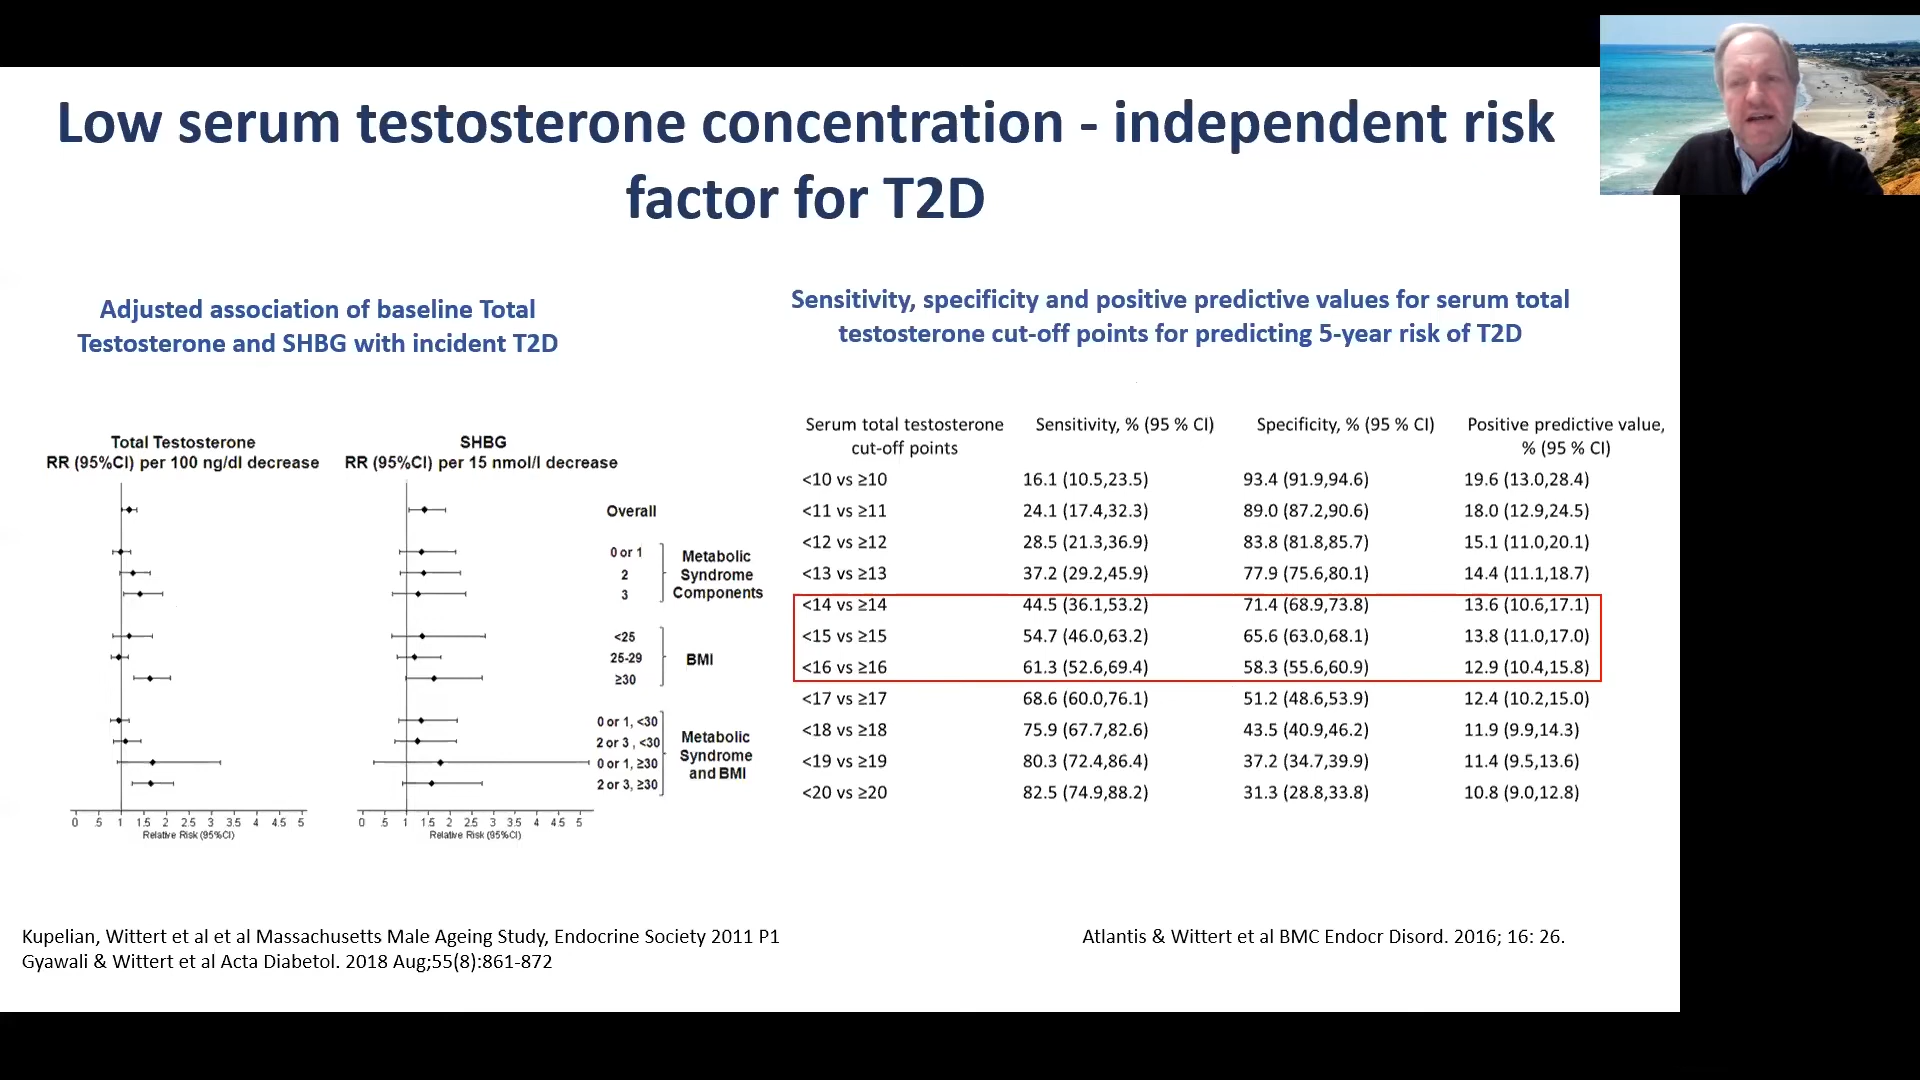 Low serum testosterone concentration - independent risk
factor for T2D
Adjusted association of baseline Total
Testosterone and SHBG with incident T2D
Total Testosterone
RR (95%CI) per 100 ng/dl decrease
SHBG
RR (95%CI) per 15 nmol/l decrease
Overall
0 or 1
2
3
Metabolic
Syndrome
Components
<25
25-29
≥30
BMI
0 or 1, <30
2 or 3 , <30
0 or 1, ≥30
2 or 3, ≥30
Metabolic
Syndrome
and BMI
0 .5 1 1.5 2 2.5 3 3.5 4 4.5 5
Relative Risk (95%CI)
0 .5 1 1.5 2 2.5 3 3.5 4 4.5 5
Relative Risk (95%CI)
Sensitivity, specificity and positive predictive values for serum total
testosterone cut-off points for predicting 5-year risk of T2D
Serum total testosterone
cut-off points
Sensitivity, % (95 % CI)
Specificity, % (95 % CI)
Positive predictive value,
% (95 % CI)
<10 vs ≥10 16.1 (10.5,23.5) 93.4 (91.9,94.6) 19.6 (13.0,28.4)
<11 vs ≥11 24.1 (17.4,32.3) 89.0 (87.2,90.6) 18.0 (12.9,24.5)
<12 vs ≥12 28.5 (21.3,36.9) 83.8 (81.8,85.7) 15.1 (11.0,20.1)
<13 vs ≥13 37.2 (29.2,45.9) 77.9 (75.6,80.1) 14.4 (11.1,18.7)
<14 vs ≥14 44.5 (36.1,53.2) 71.4 (68.9,73.8) 13.6 (10.6,17.1)
<15 vs ≥15 54.7 (46.0,63.2) 65.6 (63.0,68.1) 13.8 (11.0,17.0)
<16 vs ≥16 61.3 (52.6,69.4) 58.3 (55.6,60.9) 12.9 (10.4,15.8)
<17 vs ≥17 68.6 (60.0,76.1) 51.2 (48.6,53.9) 12.4 (10.2,15.0)
<18 vs ≥18 75.9 (67.7,82.6) 43.5 (40.9,46.2) 11.9 (9.9,14.3)
<19 vs ≥19 80.3 (72.4,86.4) 37.2 (34.7,39.9) 11.4 (9.5,13.6)
<20 vs ≥20 82.5 (74.9,88.2) 31.3 (28.8,33.8) 10.8 (9.0,12.8)
Kupelian, Wittert et al et al Massachusetts Male Ageing Study, Endocrine Society 2011 P1
Gyawali & Wittert et al Acta Diabetol. 2018 Aug;55(8):861-872
Atlantis & Wittert et al BMC Endocr Disord. 2016; 16: 26.